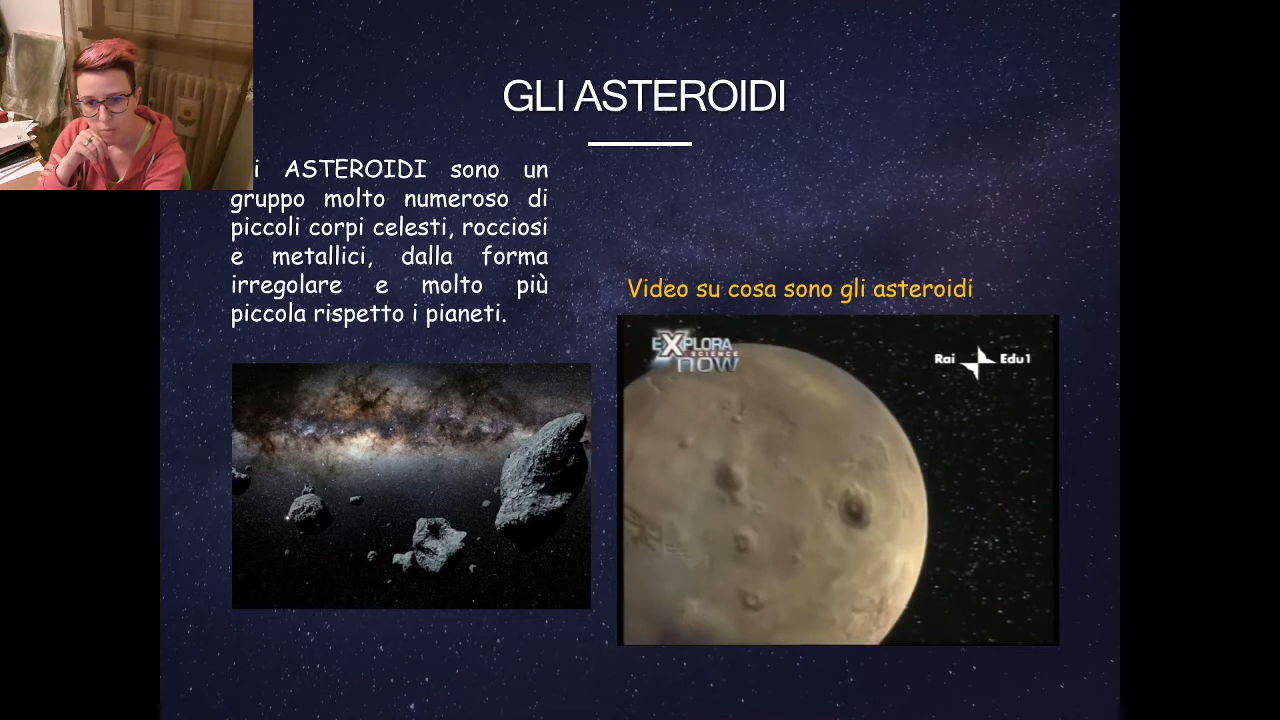 GLI ASTEROIDI
i ASTEROIDI sono un
gruppo molto numeroso di
piccoli corpi celesti, rocciosi
e metallici, dalla forma
irregolare e molto più
piccola rispetto i pianeti.
Video su cosa sono gli asteroidi
EXPLORA
SCIENCE
NOW
Rai Edu1